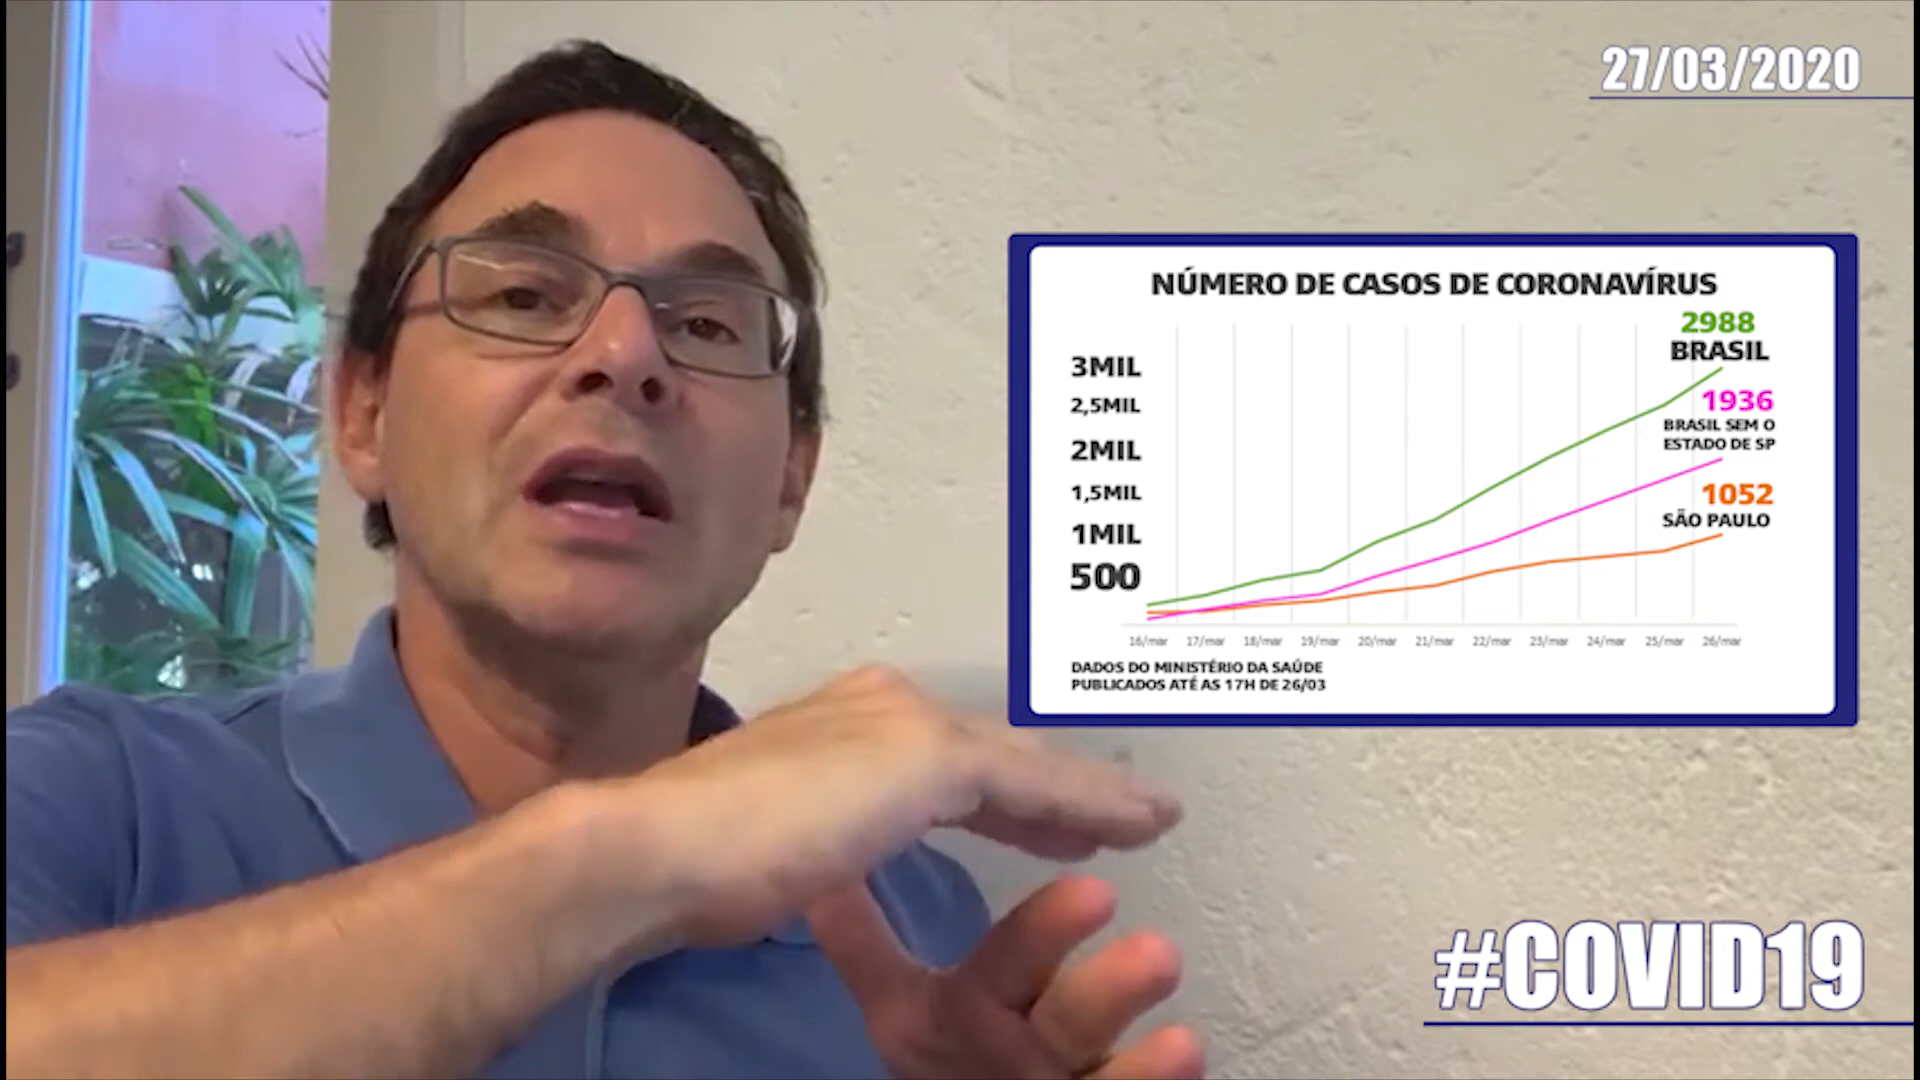 27/03/2020
NÚMERO DE CASOS DE CORONAVÍRUS
2988
BRASIL
3MIL
1936
2,5MIL
BRASIL SEM O
ESTADO DE SP
2MIL
1,5MIL
1052
SÃO PAULO
1MIL
500
16/mar 17/mar 18/mar 19/mar 20/mar 21/mar 22/mar 23/mar 24/mar 25/mar 26/mar
DADOS DO MINISTÉRIO DA SAÚDE
PUBLICADOS ATÉ AS 17H DE 26/03
#COVID19